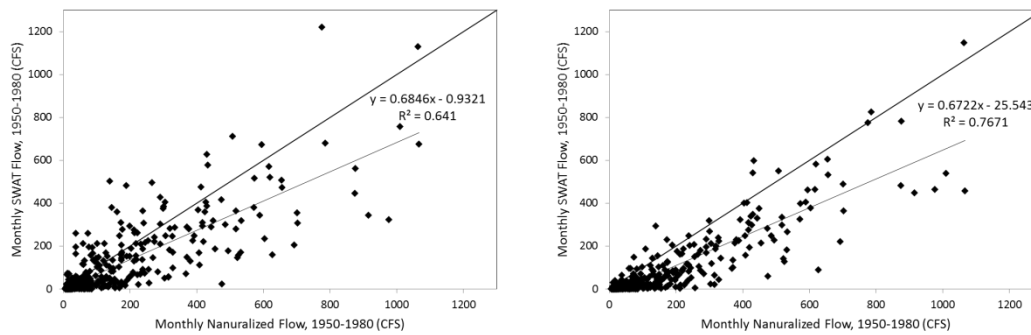 Monthly SWAT Flow, 1950-1980 (CFS)
1200
1000
800
600
400
200
0
y = 0.6846x - 0.9321
R² = 0.641
0 200 400 600 800 1000 1200
Monthly Nanuralized Flow, 1950-1980 (CFS)
Monthly SWAT Flow, 1950-1980 (CFS)
1200
1000
800
600
400
200
0
y = 0.6722x - 25.543
R² = 0.7671
0 200 400 600 800 1000 1200
Monthly Nanuralized Flow, 1950-1980 (CFS)